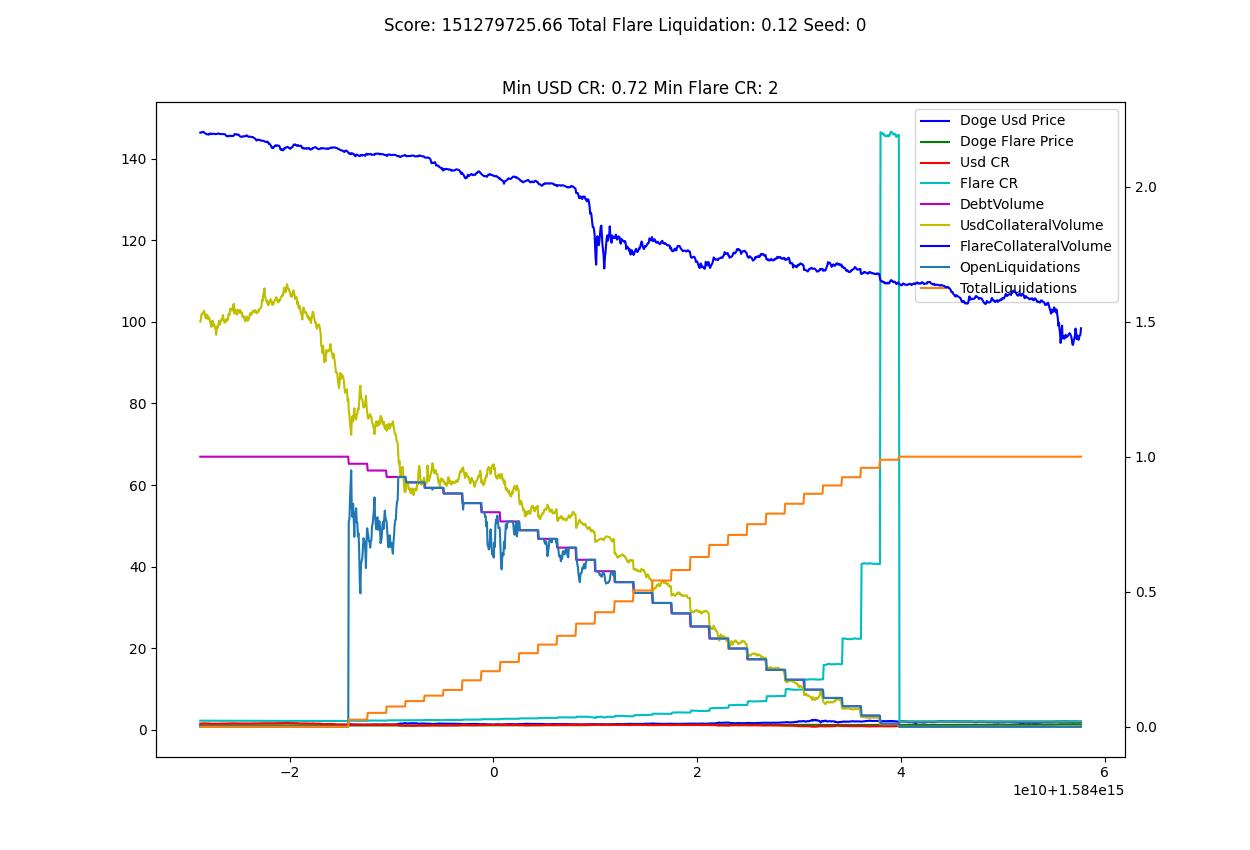 Score: 151279725.66 Total Flare Liquidation: 0.12 Seed: 0
Min USD CR: 0.72 Min Flare CR: 2
Doge Usd Price
Doge Flare Price
Usd CR
Flare CR
DebtVolume
UsdCollateralVolume
FlareCollateralVolume
OpenLiquidations
TotalLiquidations
140
120
100
80
60
40
20
0
2.0
1.5
1.0
0.5
0.0
−2
0
2
4
6
1e10+1.584e15